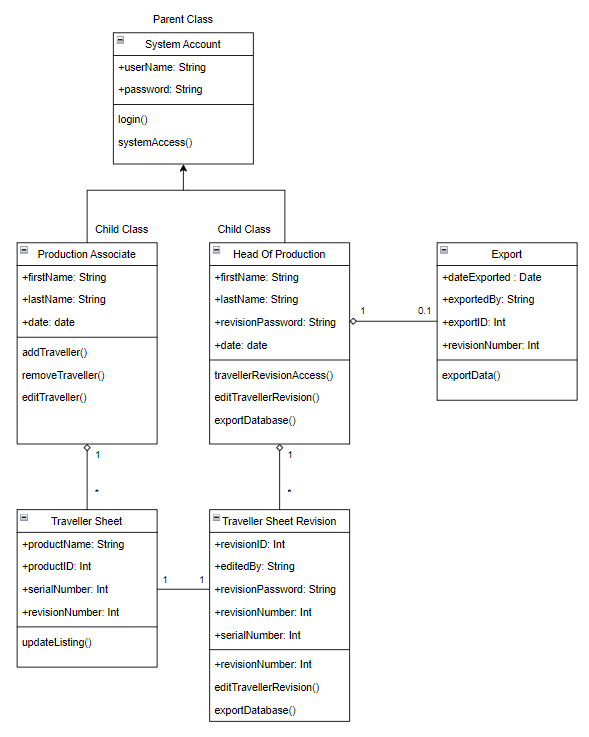 Parent Class
System Account
+userName: String
+password: String
login()
systemAccess()
Child Class
Child Class
Production Associate
+firstName: String
+lastName: String
+date: date
addTraveller()
removeTraveller()
editTraveller()
Head Of Production
+firstName: String
+lastName: String
+revisionPassword: String
+date: date
travellerRevisionAccess()
editTravellerRevision()
exportDatabase()
1
0.1
Export
+dateExported : Date
+exportedBy: String
+exportID: Int
+revisionNumber: Int
exportData()
1
*
1
*
Traveller Sheet
+productName: String
+productID: Int
+serialNumber: Int
+revisionNumber: Int
updateListing()
1
1
Traveller Sheet Revision
+revisionID: Int
+editedBy: String
+revisionPassword: String
+revisionNumber: Int
+serialNumber: Int
+revisionNumber: Int
editTravellerRevision()
exportDatabase()